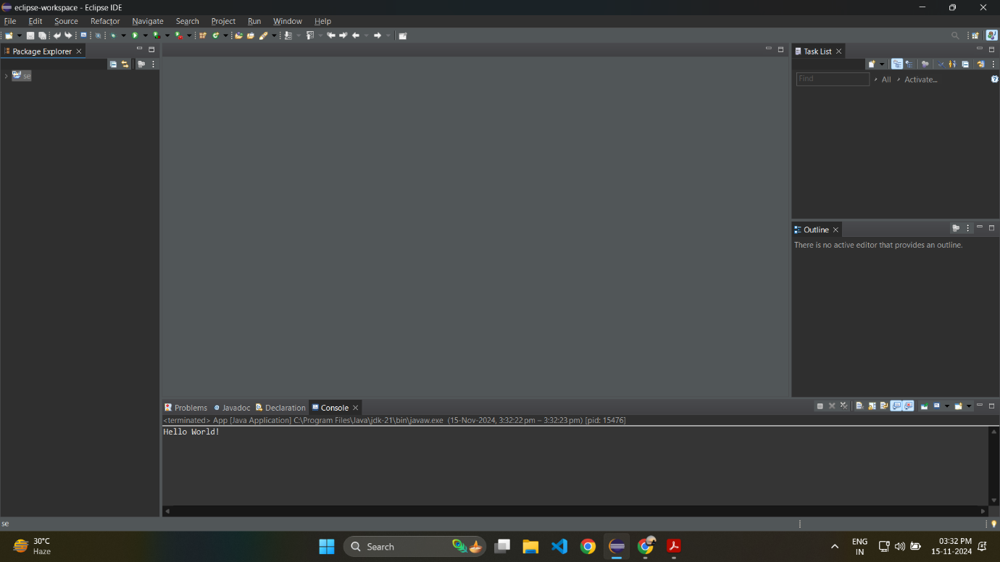 eclipse-workspace - Eclipse IDE
File Edit Source Refactor Navigate Search Project Run Window Help
Package Explorer
se
Task List
Find
All Activate...
Outline
There is no active editor that provides an outline.
Problems Javadoc Declaration Console
<terminated> App [Java Application] C:\Program Files\Java\jdk-21\bin\javaw.exe (15-Nov-2024, 3:32:22 pm – 3:32:23 pm) [pid: 15476]
Hello World!
se
30°C
Haze
Search
ENG
IN
03:32 PM
15-11-2024